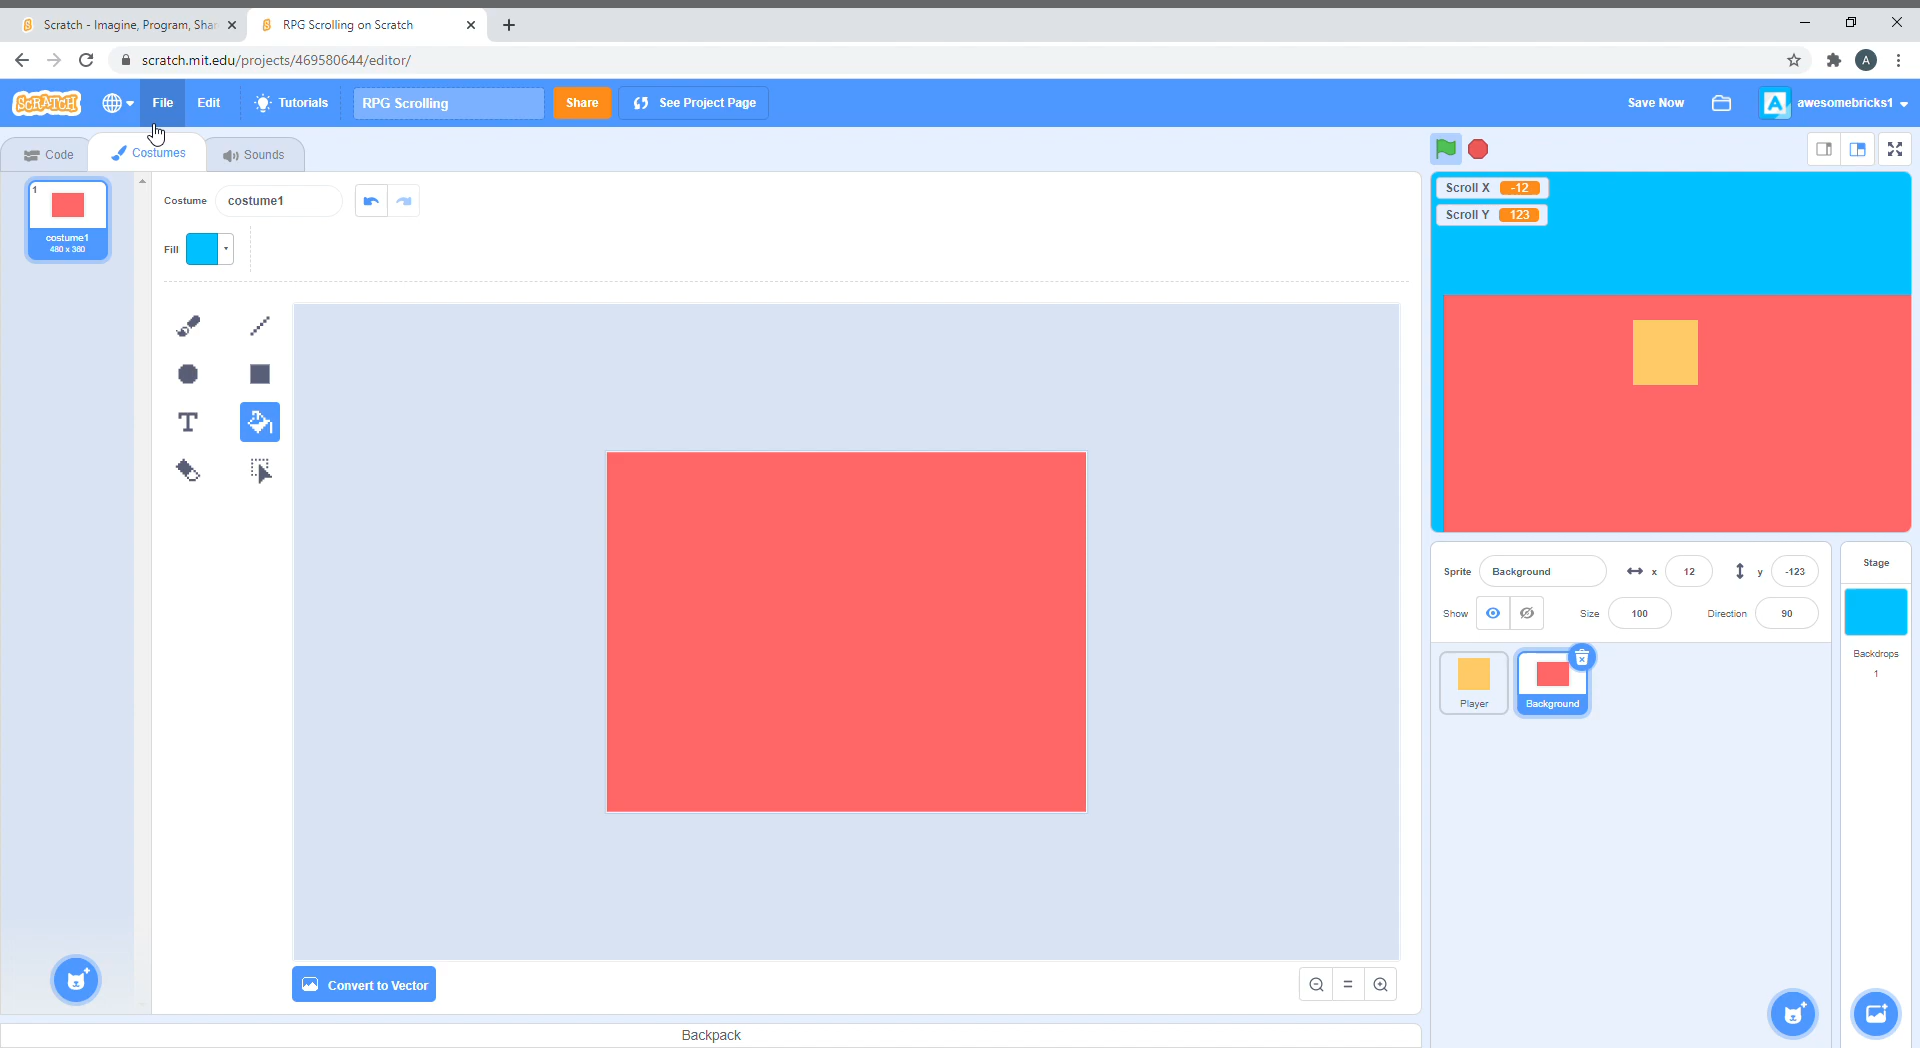 Scratch - Imagine, Program, Shar
RPG Scrolling on Scratch
scratch.mit.edu/projects/469580644/editor/
A
SCRATCH
File
Edit
Tutorials
RPG Scrolling
Share
See Project Page
Save Now
A
awesomebricks1
Code
Costumes
Sounds
1
costume1
480 x 360
Costume
costume1
Fill
T
Convert to Vector
Backpack
Scroll X -12
Scroll Y 123
Sprite
Background
x
12
y
-123
Show
Size
100
Direction
90
Player
Background
Stage
Backdrops
1